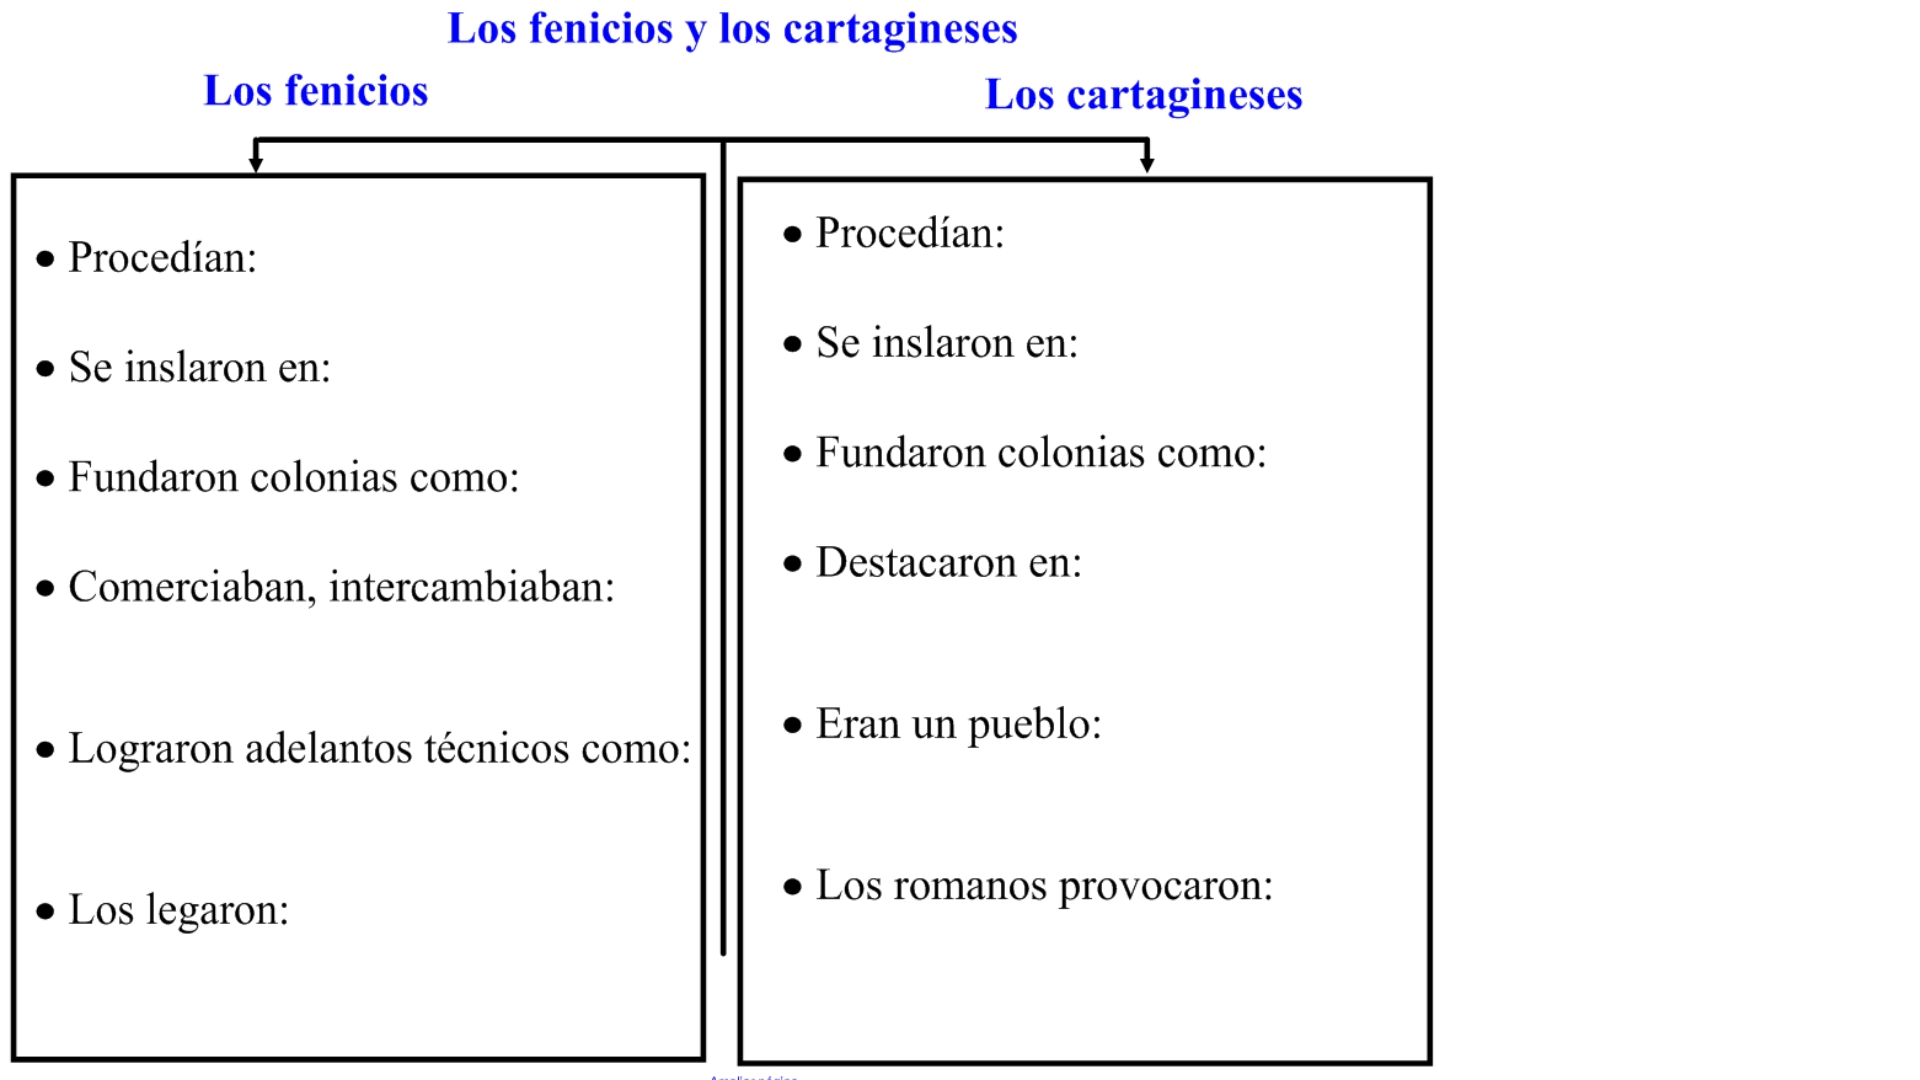 Los fenicios y los cartagineses
Los fenicios
Los cartagineses
• Procedían:
• Se inslaron en:
• Fundaron colonias como:
• Comerciaban, intercambiaban:
• Lograron adelantos técnicos como:
• Los legaron:
• Procedían:
• Se inslaron en:
• Fundaron colonias como:
• Destacaron en:
• Eran un pueblo:
• Los romanos provocaron: